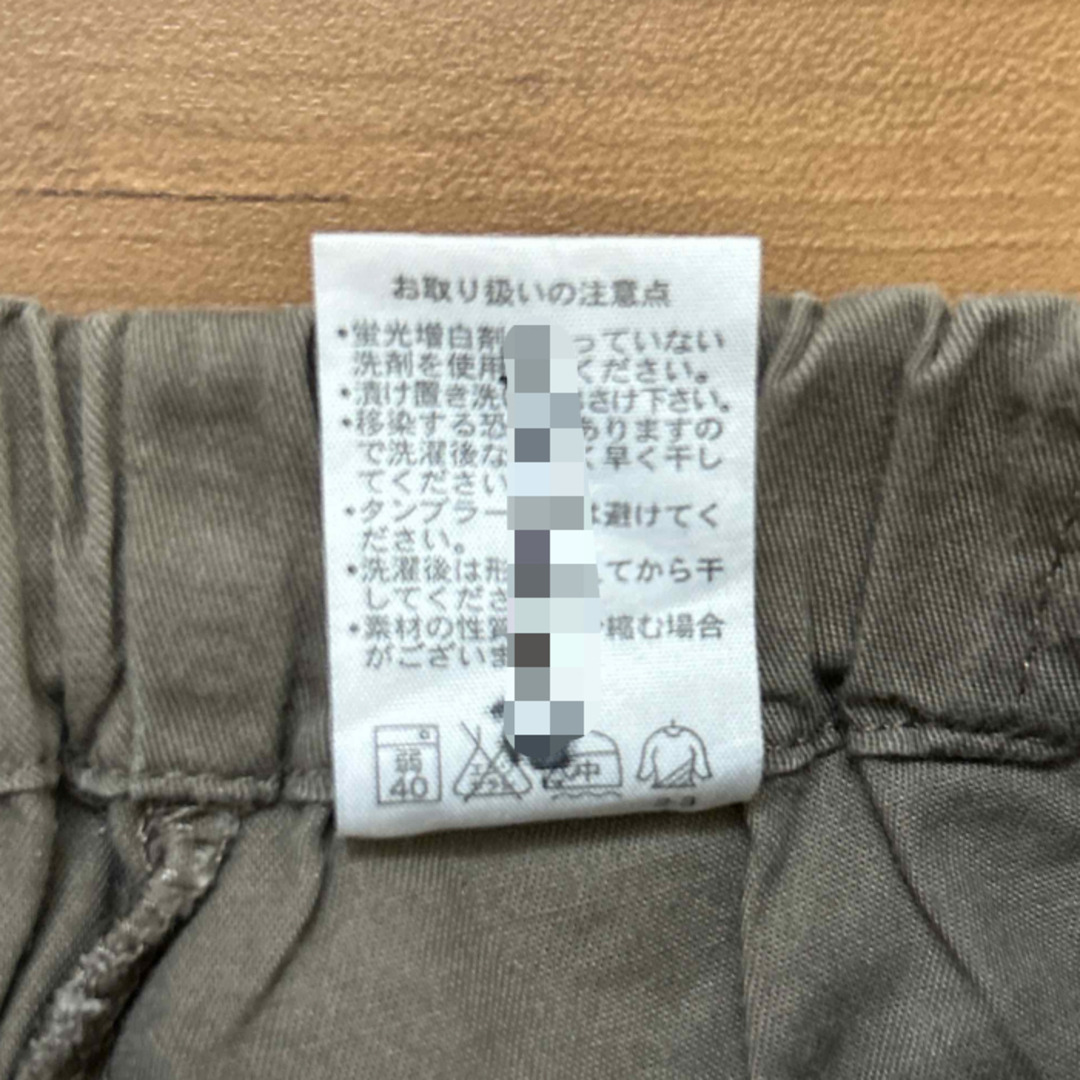 お取り扱いの注意点
•蛍光増白剤 っていない
洗剤を使用 ください。
•漬け置き洗 さけ下さい。
•移染する恐 ありますの
で洗濯後な く早く干し
てください
•タンブラー は避けてく
ださい。
•洗濯後は形 えてから干
してくださ
•素材の性質 縮む場合
がございま
弱 40 中